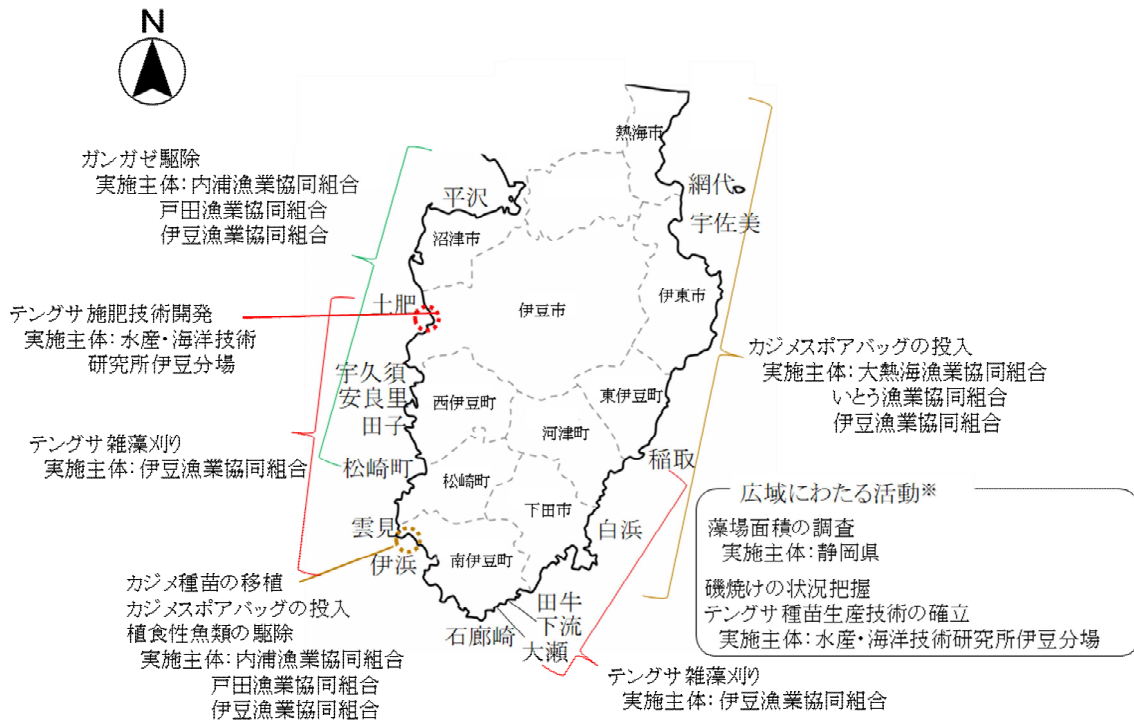 N
熱海市
ガンガゼ駆除
実施主体：内浦漁業協同組合
戸田漁業協同組合
伊豆漁業協同組合
平沢
網代
宇佐美
沼津市
土肥
伊豆市
伊東市
テングサ施肥技術開発
実施主体：水産・海洋技術
研究所伊豆分場
カジメスポアバッグの投入
実施主体：大熱海漁業協同組合
いとう漁業協同組合
伊豆漁業協同組合
宇久須
安良里
田子
西伊豆町
東伊豆町
河津町
テングサ雑藻刈り
実施主体：伊豆漁業協同組合
松崎町
松崎町
稲取
下田市
白浜
雲見
伊浜
南伊豆町
広域にわたる活動※
藻場面積の調査
実施主体：静岡県
磯焼けの状況把握
テングサ種苗生産技術の確立
実施主体：水産・海洋技術研究所伊豆分場
カジメ種苗の移植
カジメスポアバッグの投入
植食性魚類の駆除
実施主体：内浦漁業協同組合
戸田漁業協同組合
伊豆漁業協同組合
石廊崎
田牛
下流
大瀬
テングサ雑藻刈り
実施主体：伊豆漁業協同組合